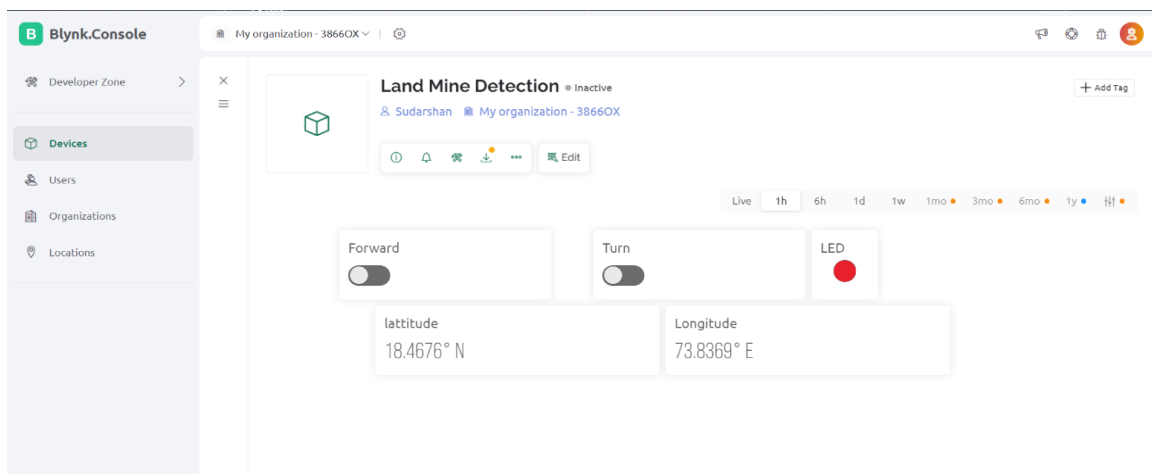 B Blynk.Console
My organization - 3866OX
Developer Zone
Devices
Users
Organizations
Locations
Land Mine Detection Inactive
Sudarshan My organization - 3866OX
+ Add Tag
Edit
Live 1h 6h 1d 1w 1mo 3mo 6mo 1y
Forward
Turn
LED
lattitude
18.4676° N
Longitude
73.8369° E